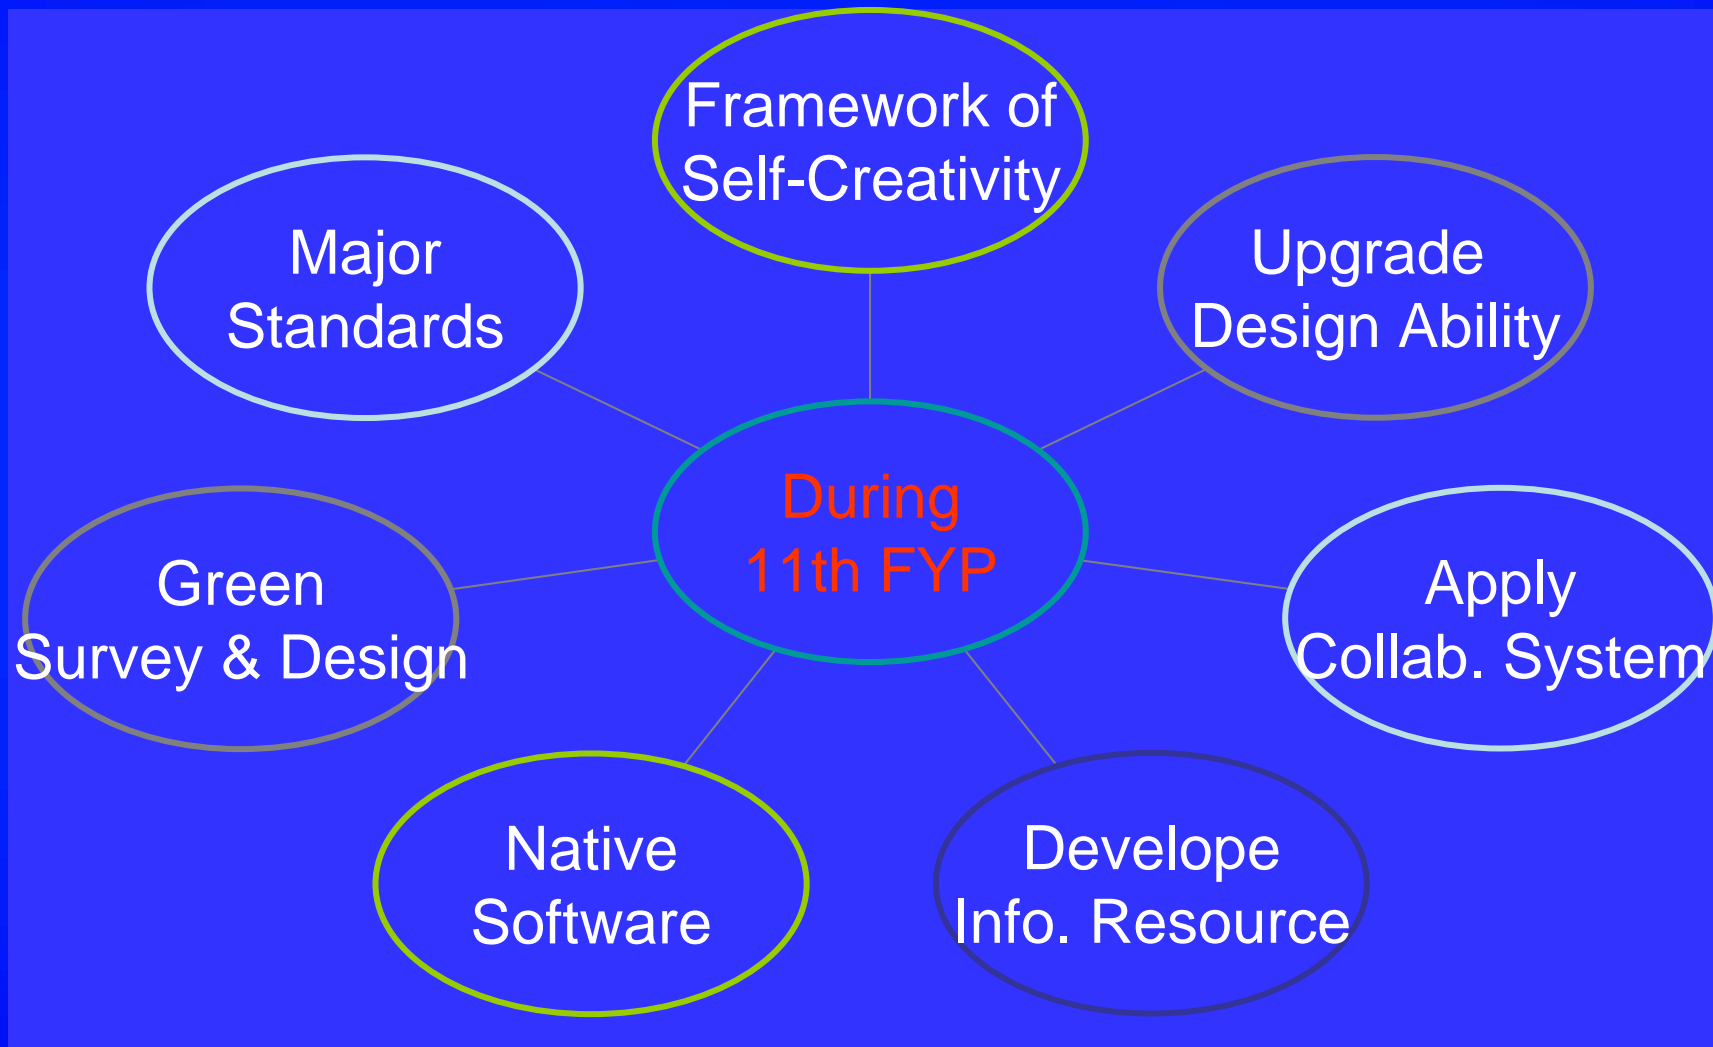 Framework of
Self-Creativity
Major
Standards
Upgrade
Design Ability
During
11th FYP
Green
Survey & Design
Apply
Collab. System
Native
Software
Develope
Info. Resource